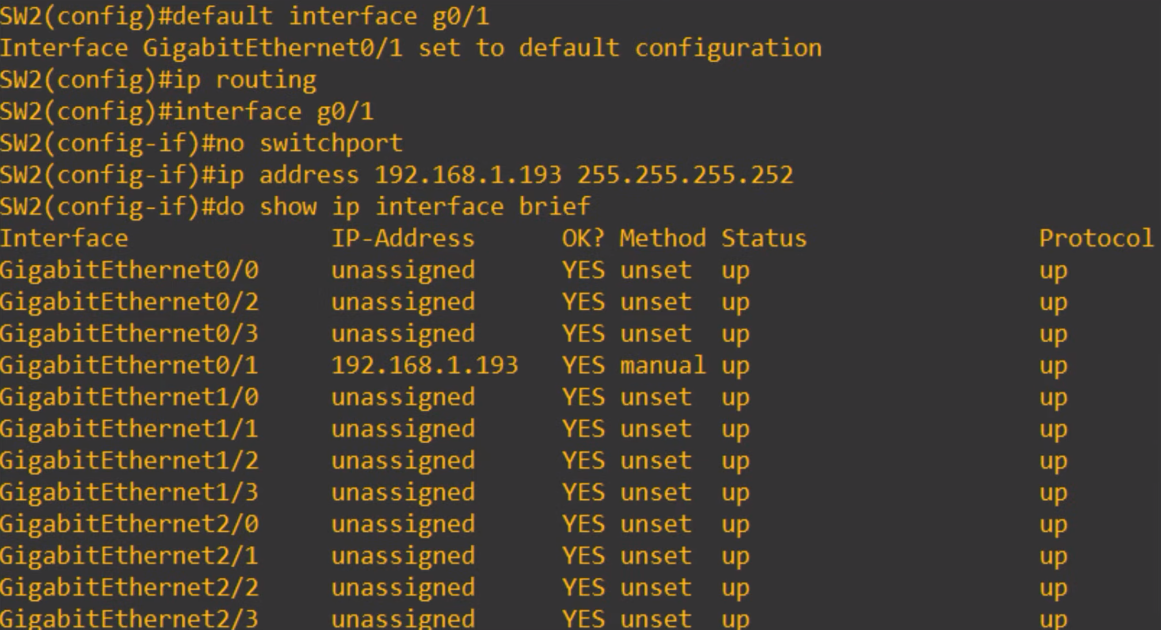 SW2(config)#default interface g0/1
Interface GigabitEthernet0/1 set to default configuration
SW2(config)#ip routing
SW2(config)#interface g0/1
SW2(config-if)#no switchport
SW2(config-if)#ip address 192.168.1.193 255.255.255.252
SW2(config-if)#do show ip interface brief
Interface              IP-Address      OK? Method Status                Protocol
GigabitEthernet0/0     unassigned      YES unset  up                    up
GigabitEthernet0/2     unassigned      YES unset  up                    up
GigabitEthernet0/3     unassigned      YES unset  up                    up
GigabitEthernet0/1     192.168.1.193   YES manual up                    up
GigabitEthernet1/0     unassigned      YES unset  up                    up
GigabitEthernet1/1     unassigned      YES unset  up                    up
GigabitEthernet1/2     unassigned      YES unset  up                    up
GigabitEthernet1/3     unassigned      YES unset  up                    up
GigabitEthernet2/0     unassigned      YES unset  up                    up
GigabitEthernet2/1     unassigned      YES unset  up                    up
GigabitEthernet2/2     unassigned      YES unset  up                    up
GigabitEthernet2/3     unassigned      YES unset  up                    up